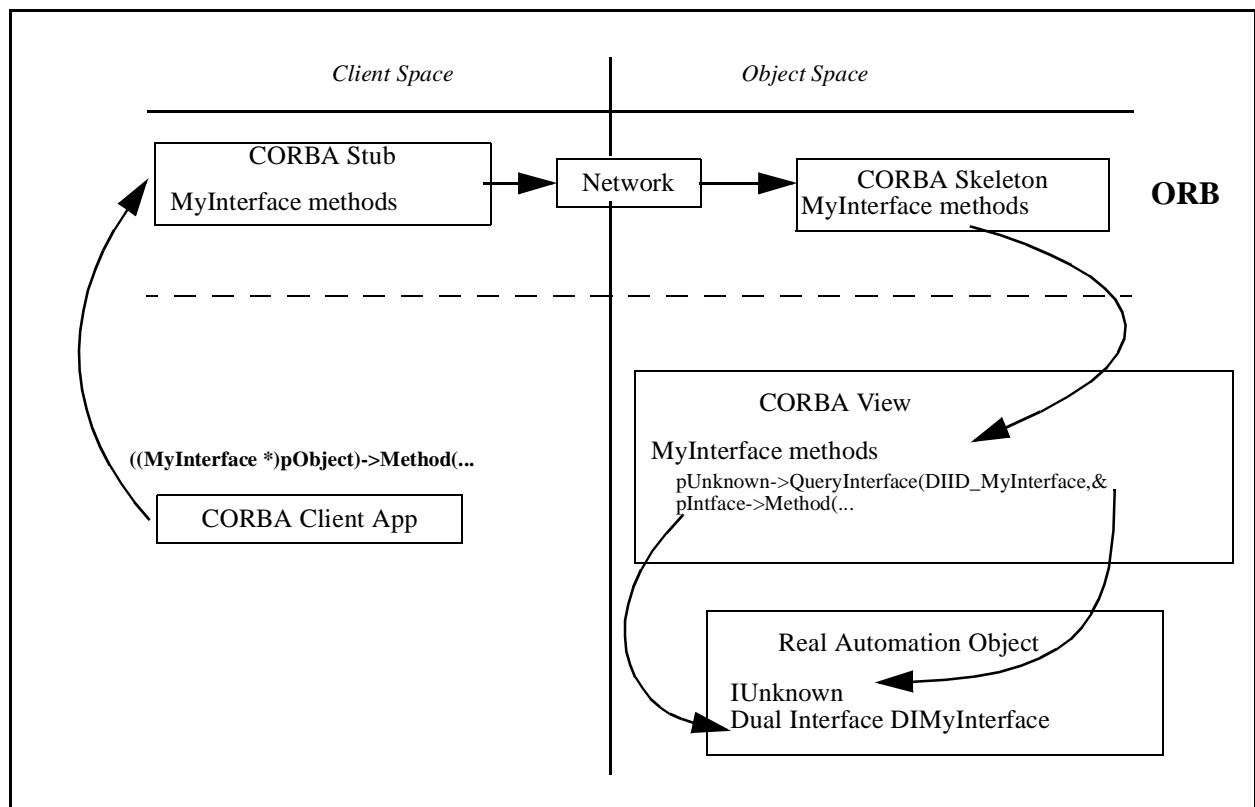 Client Space
Object Space
CORBA Stub
MyInterface methods
Network
CORBA Skeleton
MyInterface methods
ORB
((MyInterface *)pObject)->Method(...
CORBA Client App
CORBA View
MyInterface methods
pUnknown->QueryInterface(DIID_MyInterface,&
pIntface->Method(...
Real Automation Object
IUnknown
Dual Interface DIMyInterface